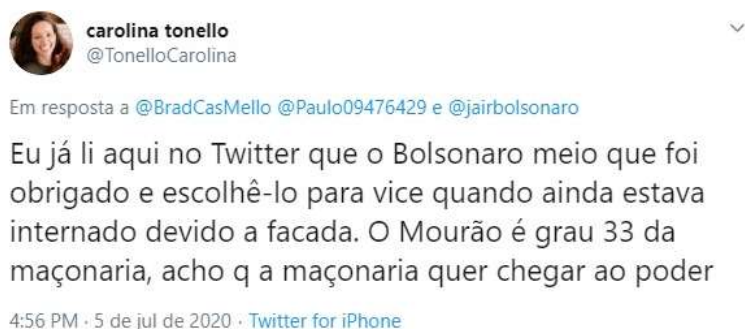 carolina tonello
@TonelloCarolina
Em resposta a @BradCasMello @Paulo09476429 e @jairbolsonaro
Eu já li aqui no Twitter que o Bolsonaro meio que foi
obrigado e escolhê-lo para vice quando ainda estava
internado devido a facada. O Mourão é grau 33 da
maçonaria, acho q a maçonaria quer chegar ao poder
4:56 PM · 5 de jul de 2020 · Twitter for iPhone